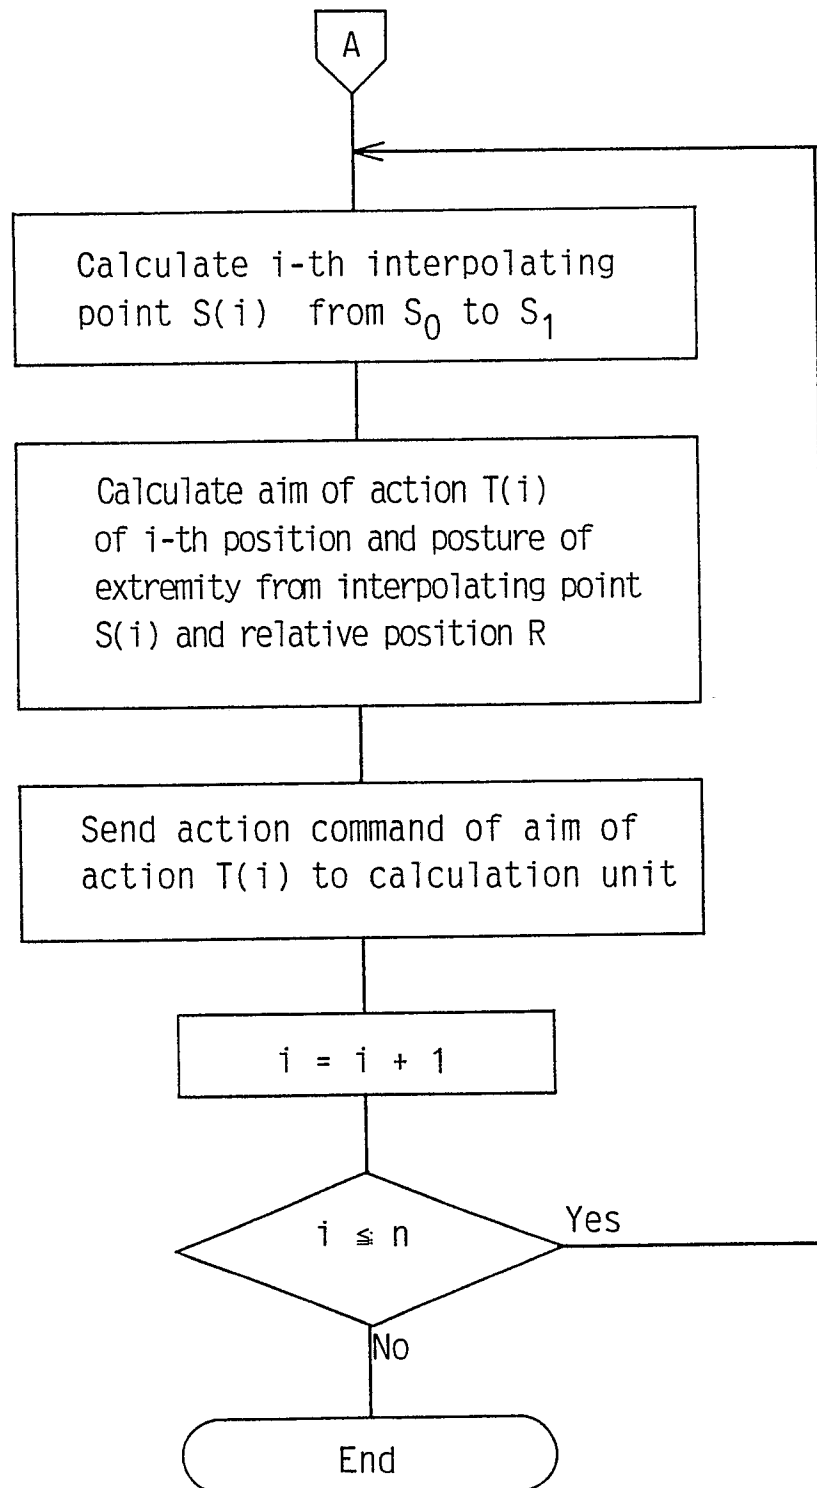 A
Calculate i-th interpolating
point S(i) from S0 to S1
Calculate aim of action T(i)
of i-th position and posture of
extremity from interpolating point
S(i) and relative position R
Send action command of aim of
action T(i) to calculation unit
i = i + 1
i ≦ n
Yes
No
End